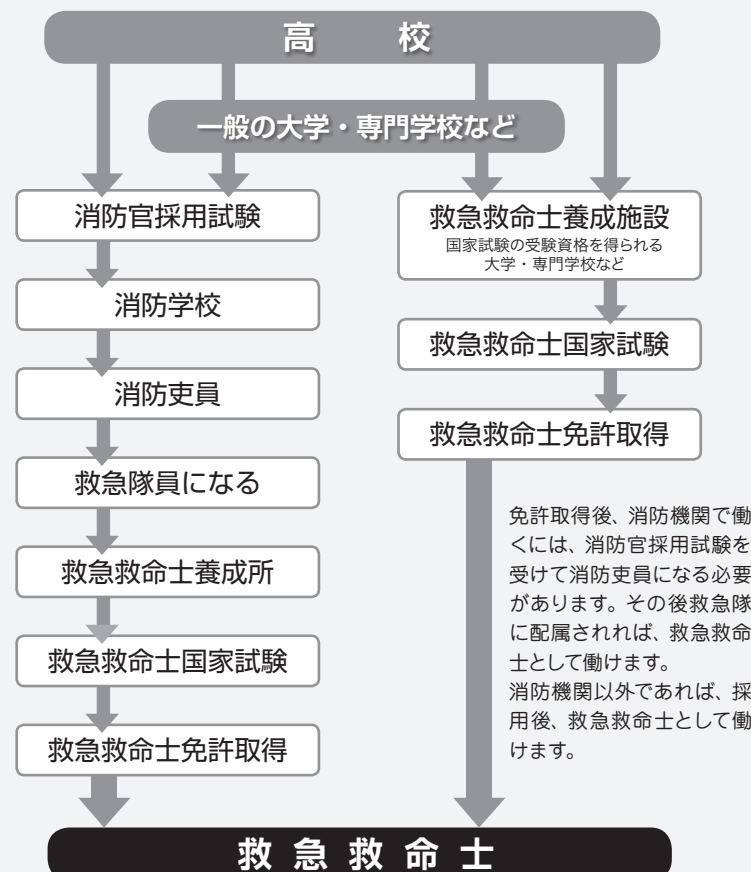 高　校
一般の大学・専門学校など
消防官採用試験
消防学校
消防吏員
救急隊員になる
救急救命士養成所
救急救命士国家試験
救急救命士免許取得
救急救命士養成施設
国家試験の受験資格を得られる
大学・専門学校など
救急救命士国家試験
救急救命士免許取得
免許取得後、消防機関で働
くには、消防官採用試験を
受けて消防吏員になる必要
があります。その後救急隊
に配属されれば、救急救命
士として働けます。
消防機関以外であれば、採
用後、救急救命士として働
けます。
救急救命士